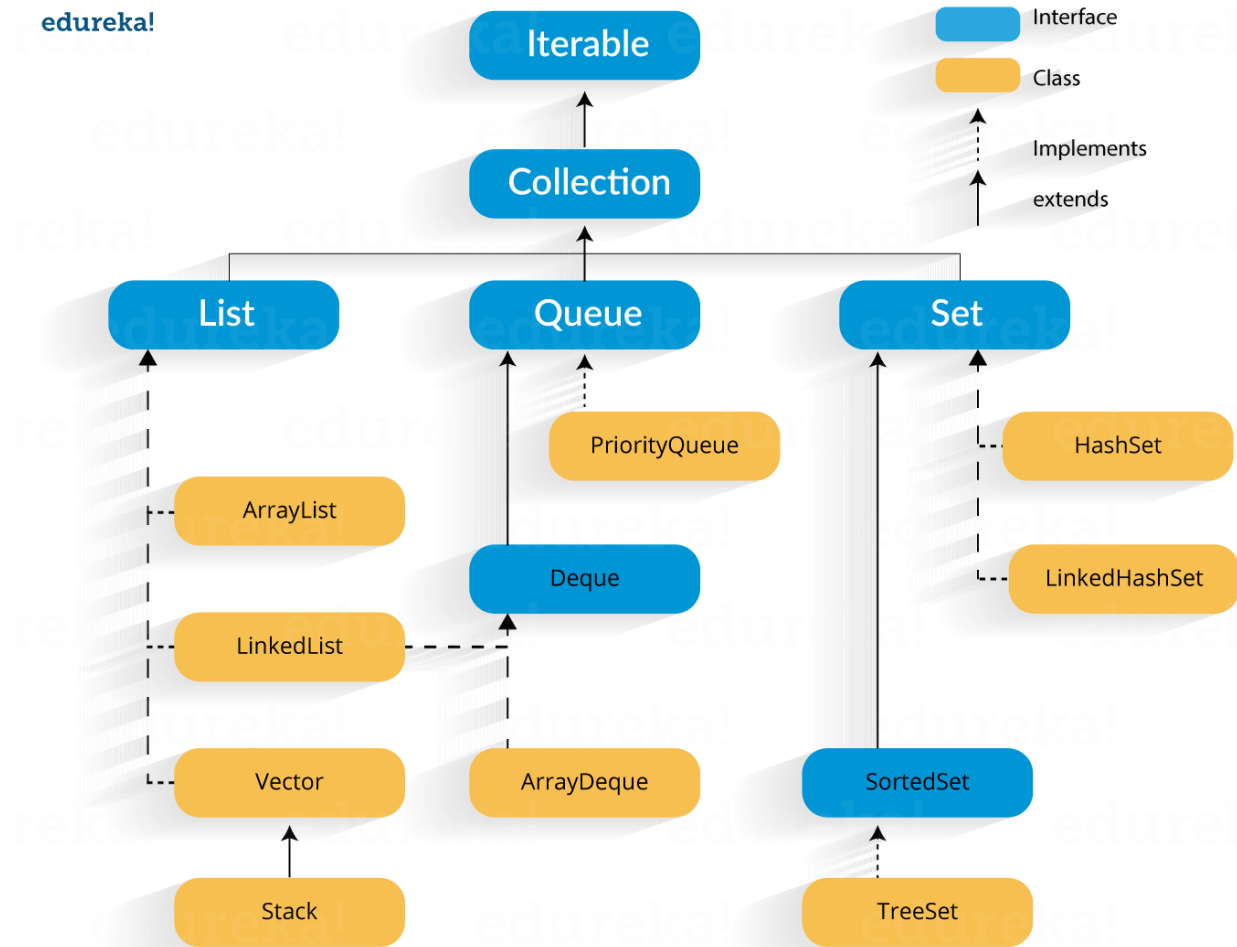 edureka!
Iterable
Interface
Class
Implements
extends
Collection
List
Queue
Set
PriorityQueue
HashSet
ArrayList
Deque
LinkedHashSet
LinkedList
Vector
ArrayDeque
SortedSet
Stack
TreeSet